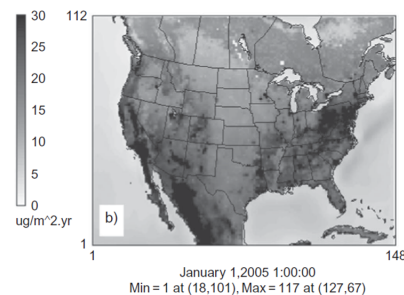 30
25
20
15
10
5
0
ug/m^2.yr
112
1
b)
1
148
January 1,2005 1:00:00
Min = 1 at (18,101), Max = 117 at (127,67)